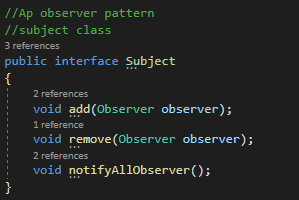 //Ap observer pattern
//subject class
3 references
public interface Subject
{
2 references
void add(Observer observer);
1 reference
void remove(Observer observer);
2 references
void notifyAllObserver();
}